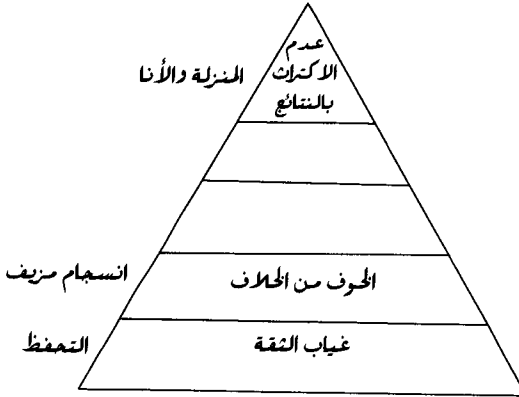 عدم
الاكتراث
بالنتائج
المنزلة والأنا
الخوف من الخلاف
انسجام مزيف
غياب الثقة
التحفظ